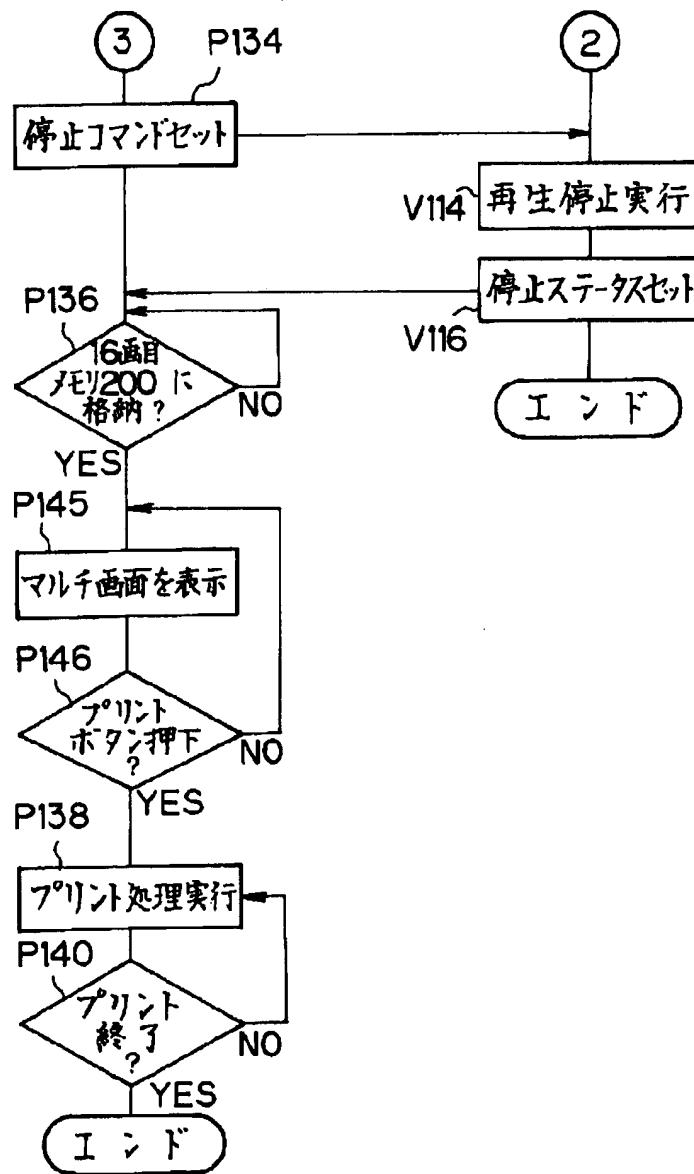 3
P134
停止コマンドセット
2
V114
再生停止実行
停止ステータスセット
V116
エンド
P136
16画目
メモリ200に
格納?
NO
YES
P145
マルチ画面を表示
P146
プリント
ボタン押下
?
NO
YES
P138
プリント処理実行
P140
プリント
終了
?
NO
YES
エンド